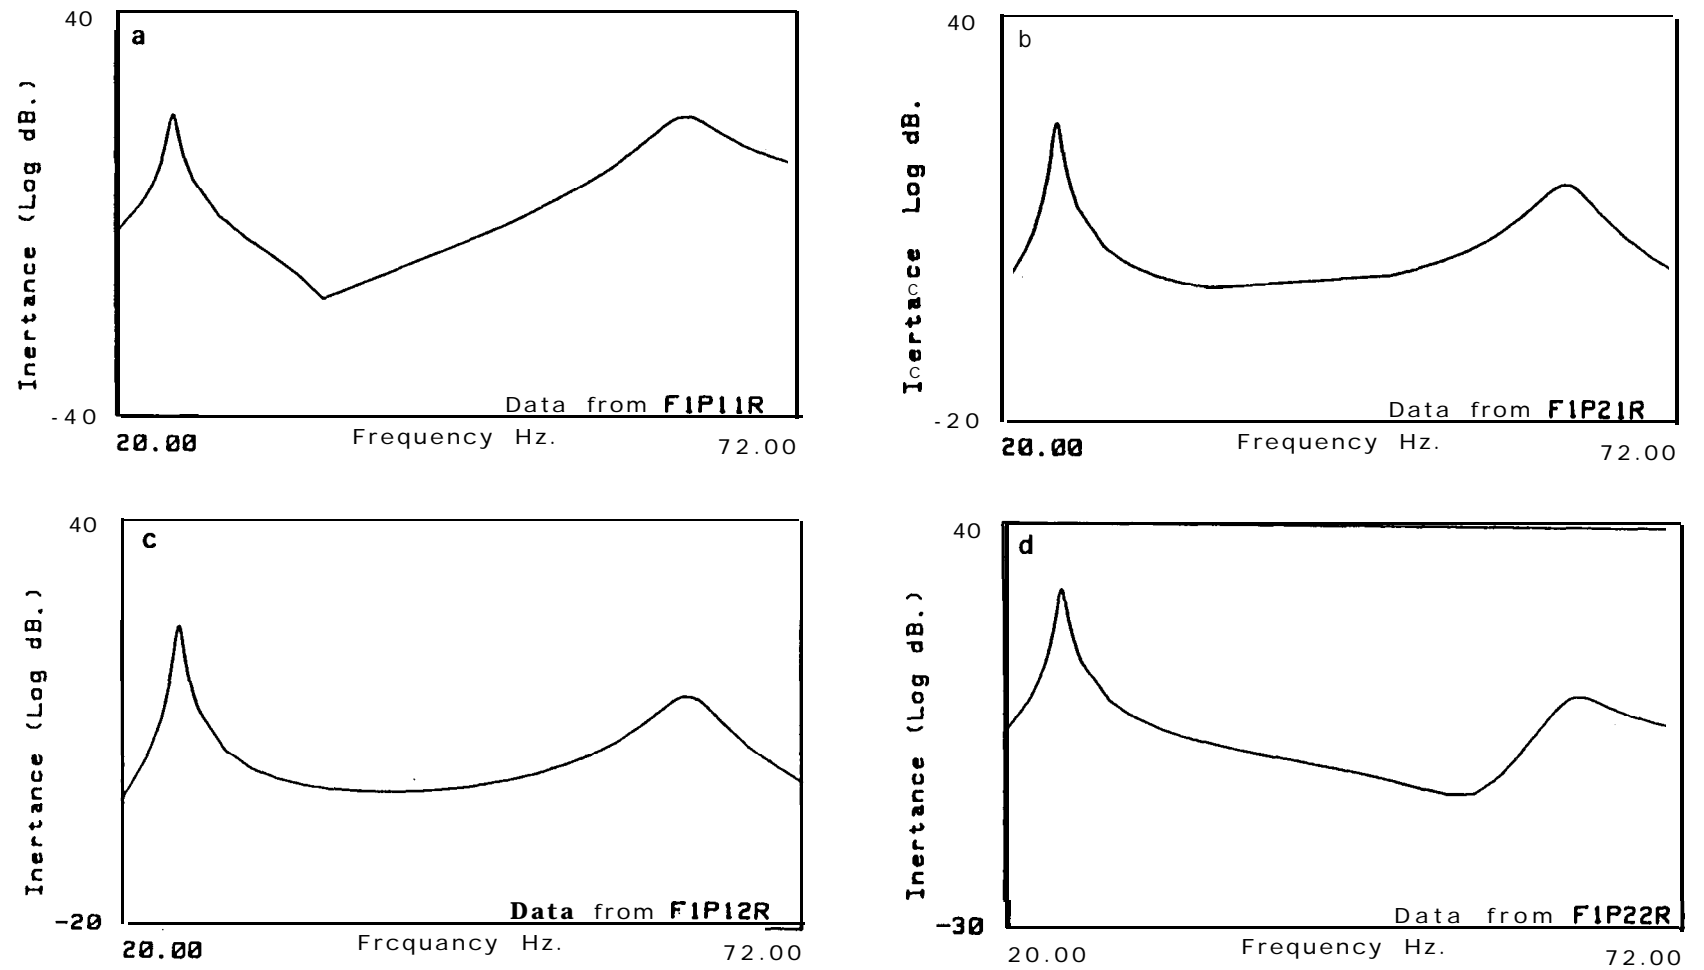 40
a
Inertance (Log dB.)
-40
Data from F1P11R
20.00
Frequency Hz.
72.00
40
b
Icertacce Log dB.
-20
Data from F1P21R
20.00
Frequency Hz.
72.00
40
c
Inertance (Log dB.)
-20
Data from F1P12R
20.00
Frcquancy Hz.
72.00
40
d
Inertance (Log dB.)
-30
Data from F1P22R
20.00
Frequency Hz.
72.00